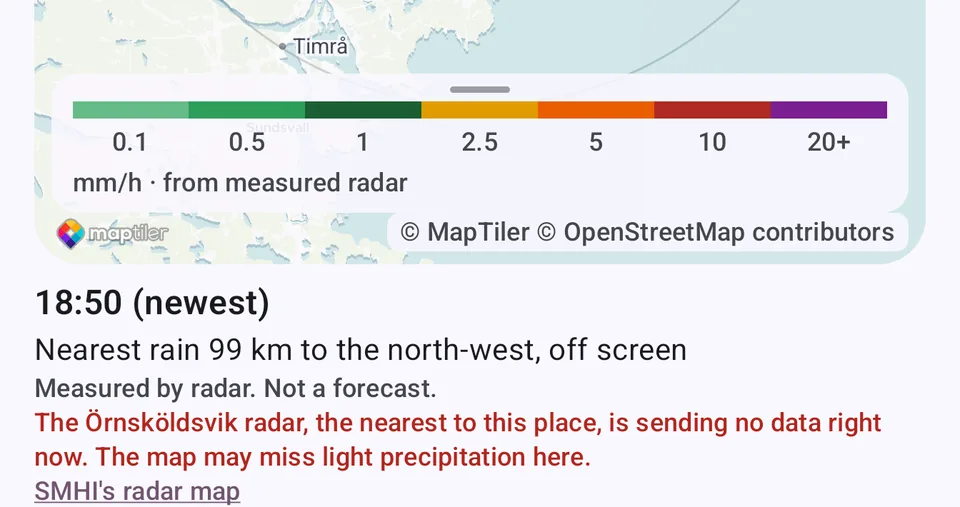 Timrå
Sundsvall
0.1 0.5 1 2.5 5 10 20+
mm/h · from measured radar
maptiler
© MapTiler © OpenStreetMap contributors
18:50 (newest)
Nearest rain 99 km to the north-west, off screen
Measured by radar. Not a forecast.
The Örnsköldsvik radar, the nearest to this place, is sending no data right
now. The map may miss light precipitation here.
SMHI's radar map